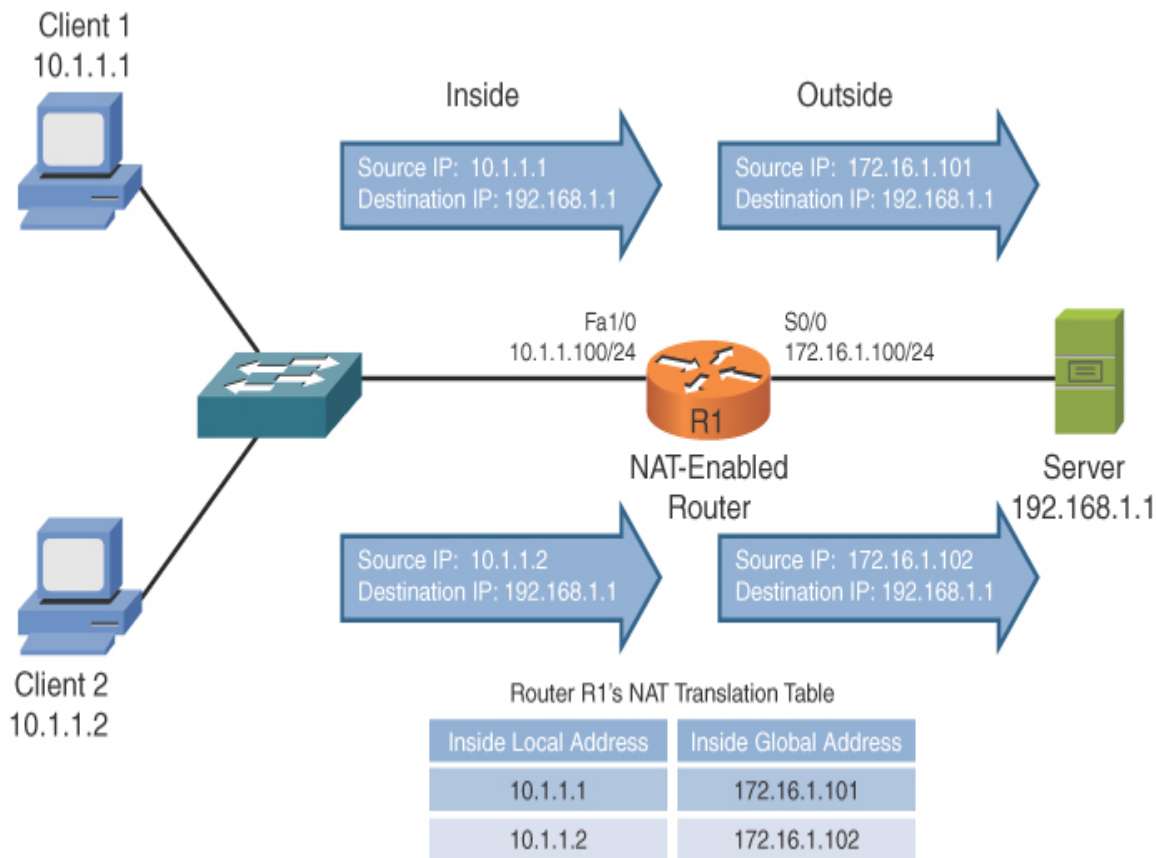 Client 1
10.1.1.1
Inside
Outside
Source IP: 10.1.1.1
Destination IP: 192.168.1.1
Source IP: 172.16.1.101
Destination IP: 192.168.1.1
Fa1/0
10.1.1.100/24
S0/0
172.16.1.100/24
R1
NAT-Enabled
Router
Server
192.168.1.1
Source IP: 10.1.1.2
Destination IP: 192.168.1.1
Source IP: 172.16.1.102
Destination IP: 192.168.1.1
Client 2
10.1.1.2
Router R1's NAT Translation Table
Inside Local Address
Inside Global Address
10.1.1.1
172.16.1.101
10.1.1.2
172.16.1.102